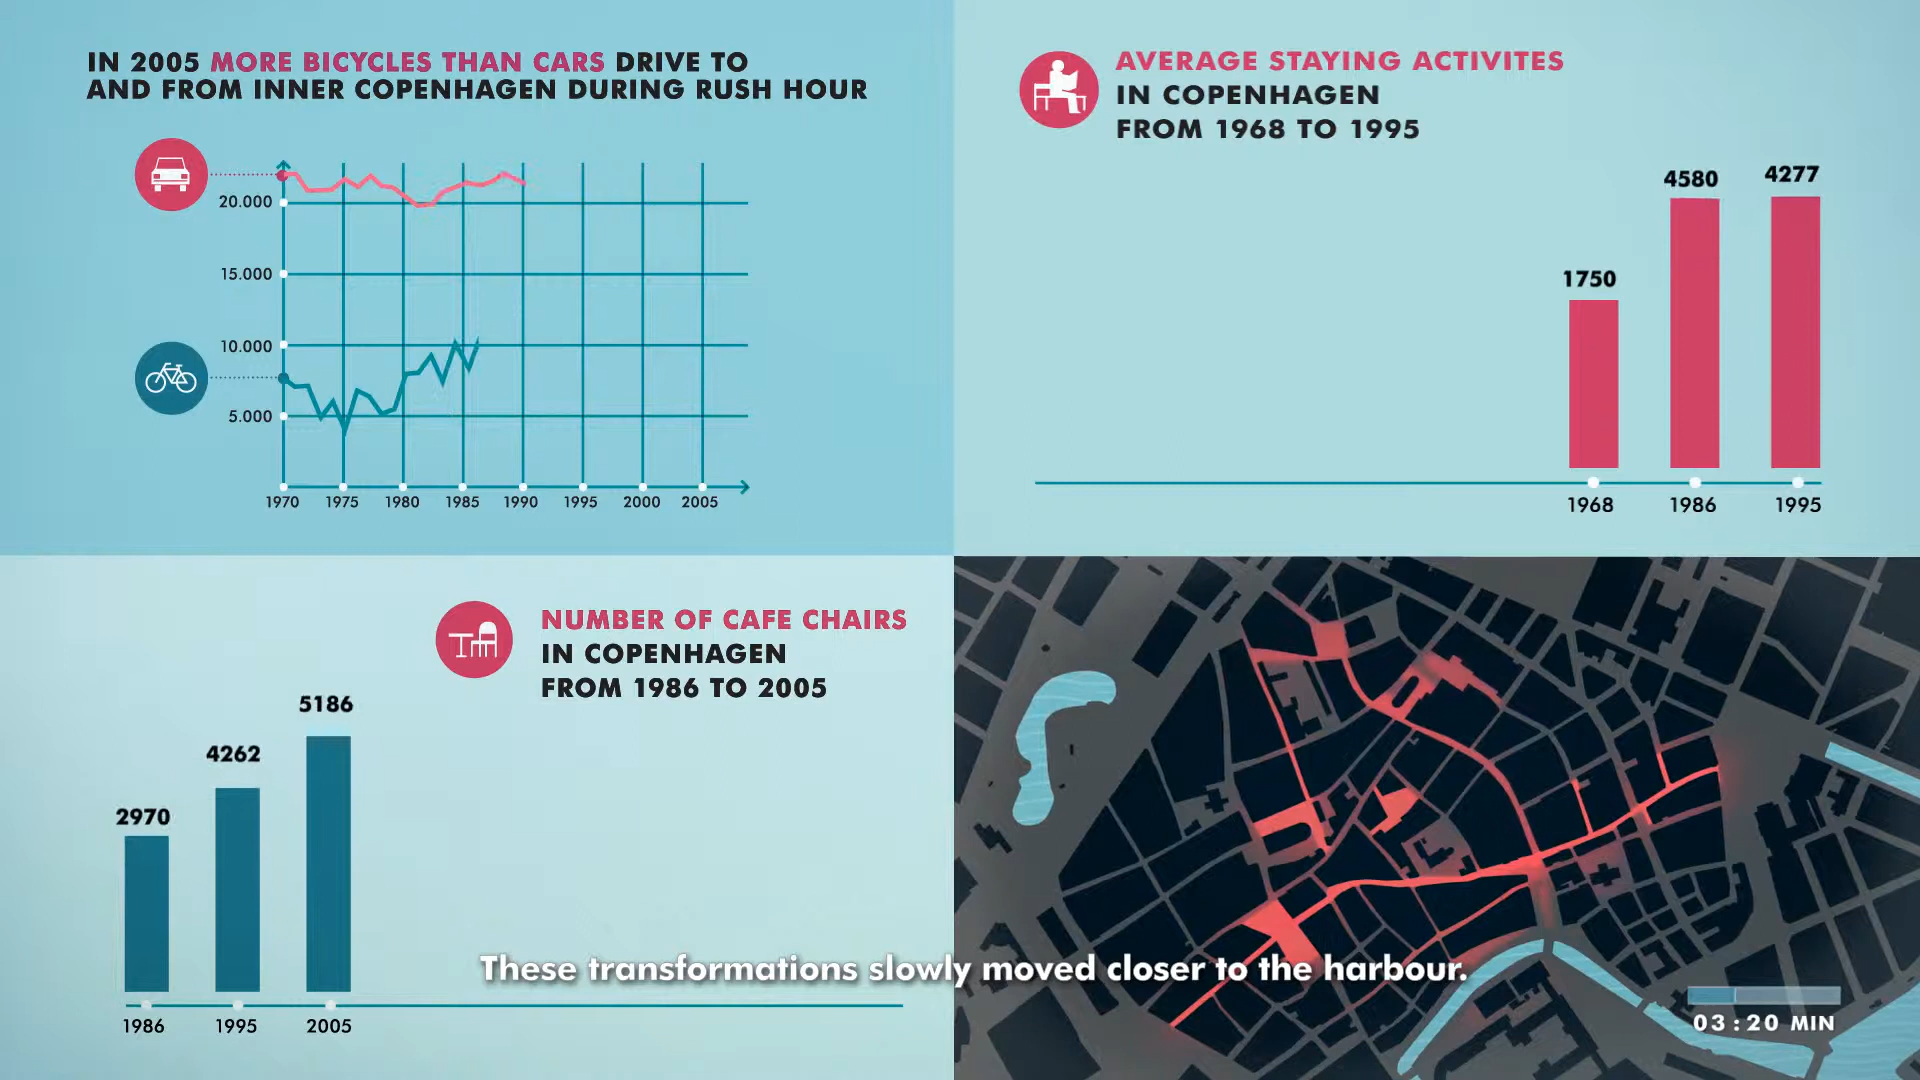 IN 2005 MORE BICYCLES THAN CARS DRIVE TO
AND FROM INNER COPENHAGEN DURING RUSH HOUR
20.000
15.000
10.000
5.000
1970 1975 1980 1985 1990 1995 2000 2005
AVERAGE STAYING ACTIVITES
IN COPENHAGEN
FROM 1968 TO 1995
1750 4580 4277
1968 1986 1995
NUMBER OF CAFE CHAIRS
IN COPENHAGEN
FROM 1986 TO 2005
2970 4262 5186
1986 1995 2005
These transformations slowly moved closer to the harbour.
03:20 MIN